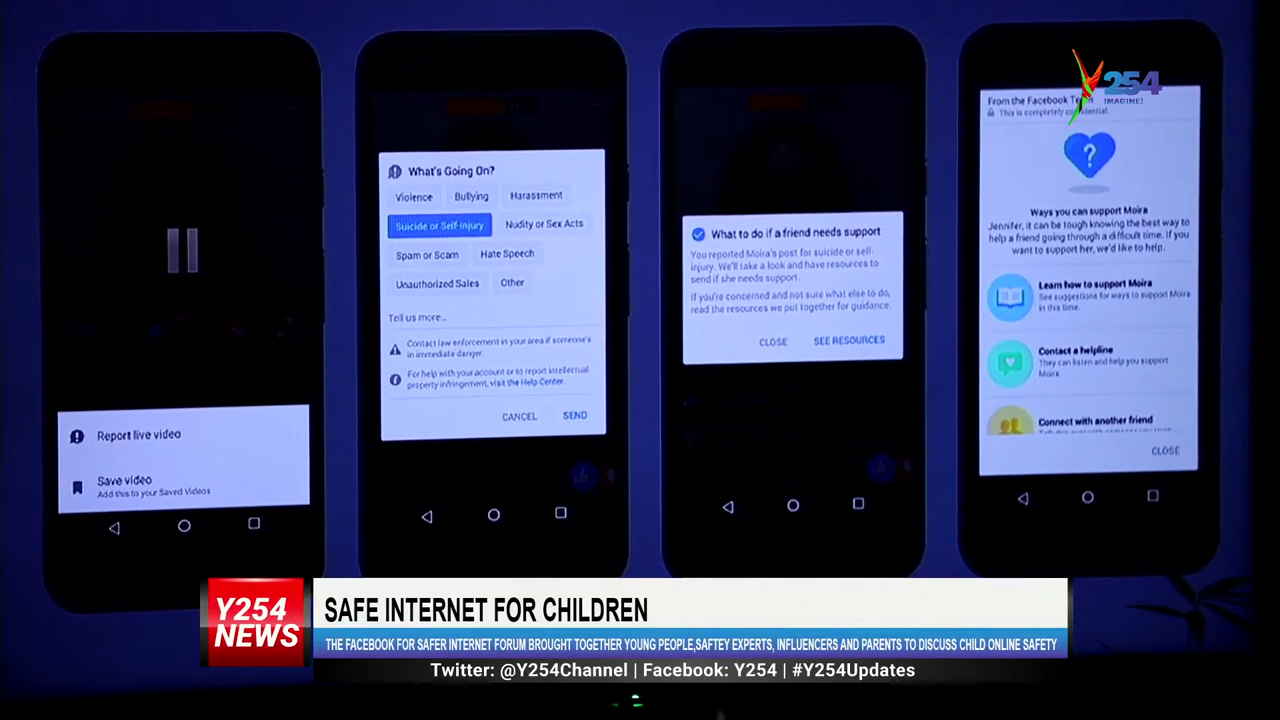 Report live video
Save video
Add this to your Saved Videos
What's Going On?
Violence
Bullying
Harassment
Suicide or Self-Injury
Nudity or Sex Acts
Spam or Scam
Hate Speech
Unauthorized Sales
Other
Tell us more...
Contact law enforcement in your area if someone's
in immediate danger.
For help with your account or to report intellectual
property infringement, visit the Help Center.
CANCEL
SEND
What to do if a friend needs support
You reported Moira's post for suicide or self-
injury. We'll take a look and have resources to
send if she needs support.
If you're concerned and not sure what else to do,
read the resources we put together for guidance.
CLOSE
SEE RESOURCES
Y254
IMAGINE!
From the Facebook
This is completely
?
Ways you can support Moira
Jennifer, it can be tough knowing the best way to
help a friend going through a difficult time. If you
want to support her, we'd like to help.
Learn how to support Moira
See suggestions for ways to support Moira
in this time.
Contact a helpline
They can listen and help you support
Moira
Connect with another friend
CLOSE
Y254
NEWS
SAFE INTERNET FOR CHILDREN
THE FACEBOOK FOR SAFER INTERNET FORUM BROUGHT TOGETHER YOUNG PEOPLE,SAFTEY EXPERTS, INFLUENCERS AND PARENTS TO DISCUSS CHILD ONLINE SAFETY
Twitter: @Y254Channel | Facebook: Y254 | #Y254Updates